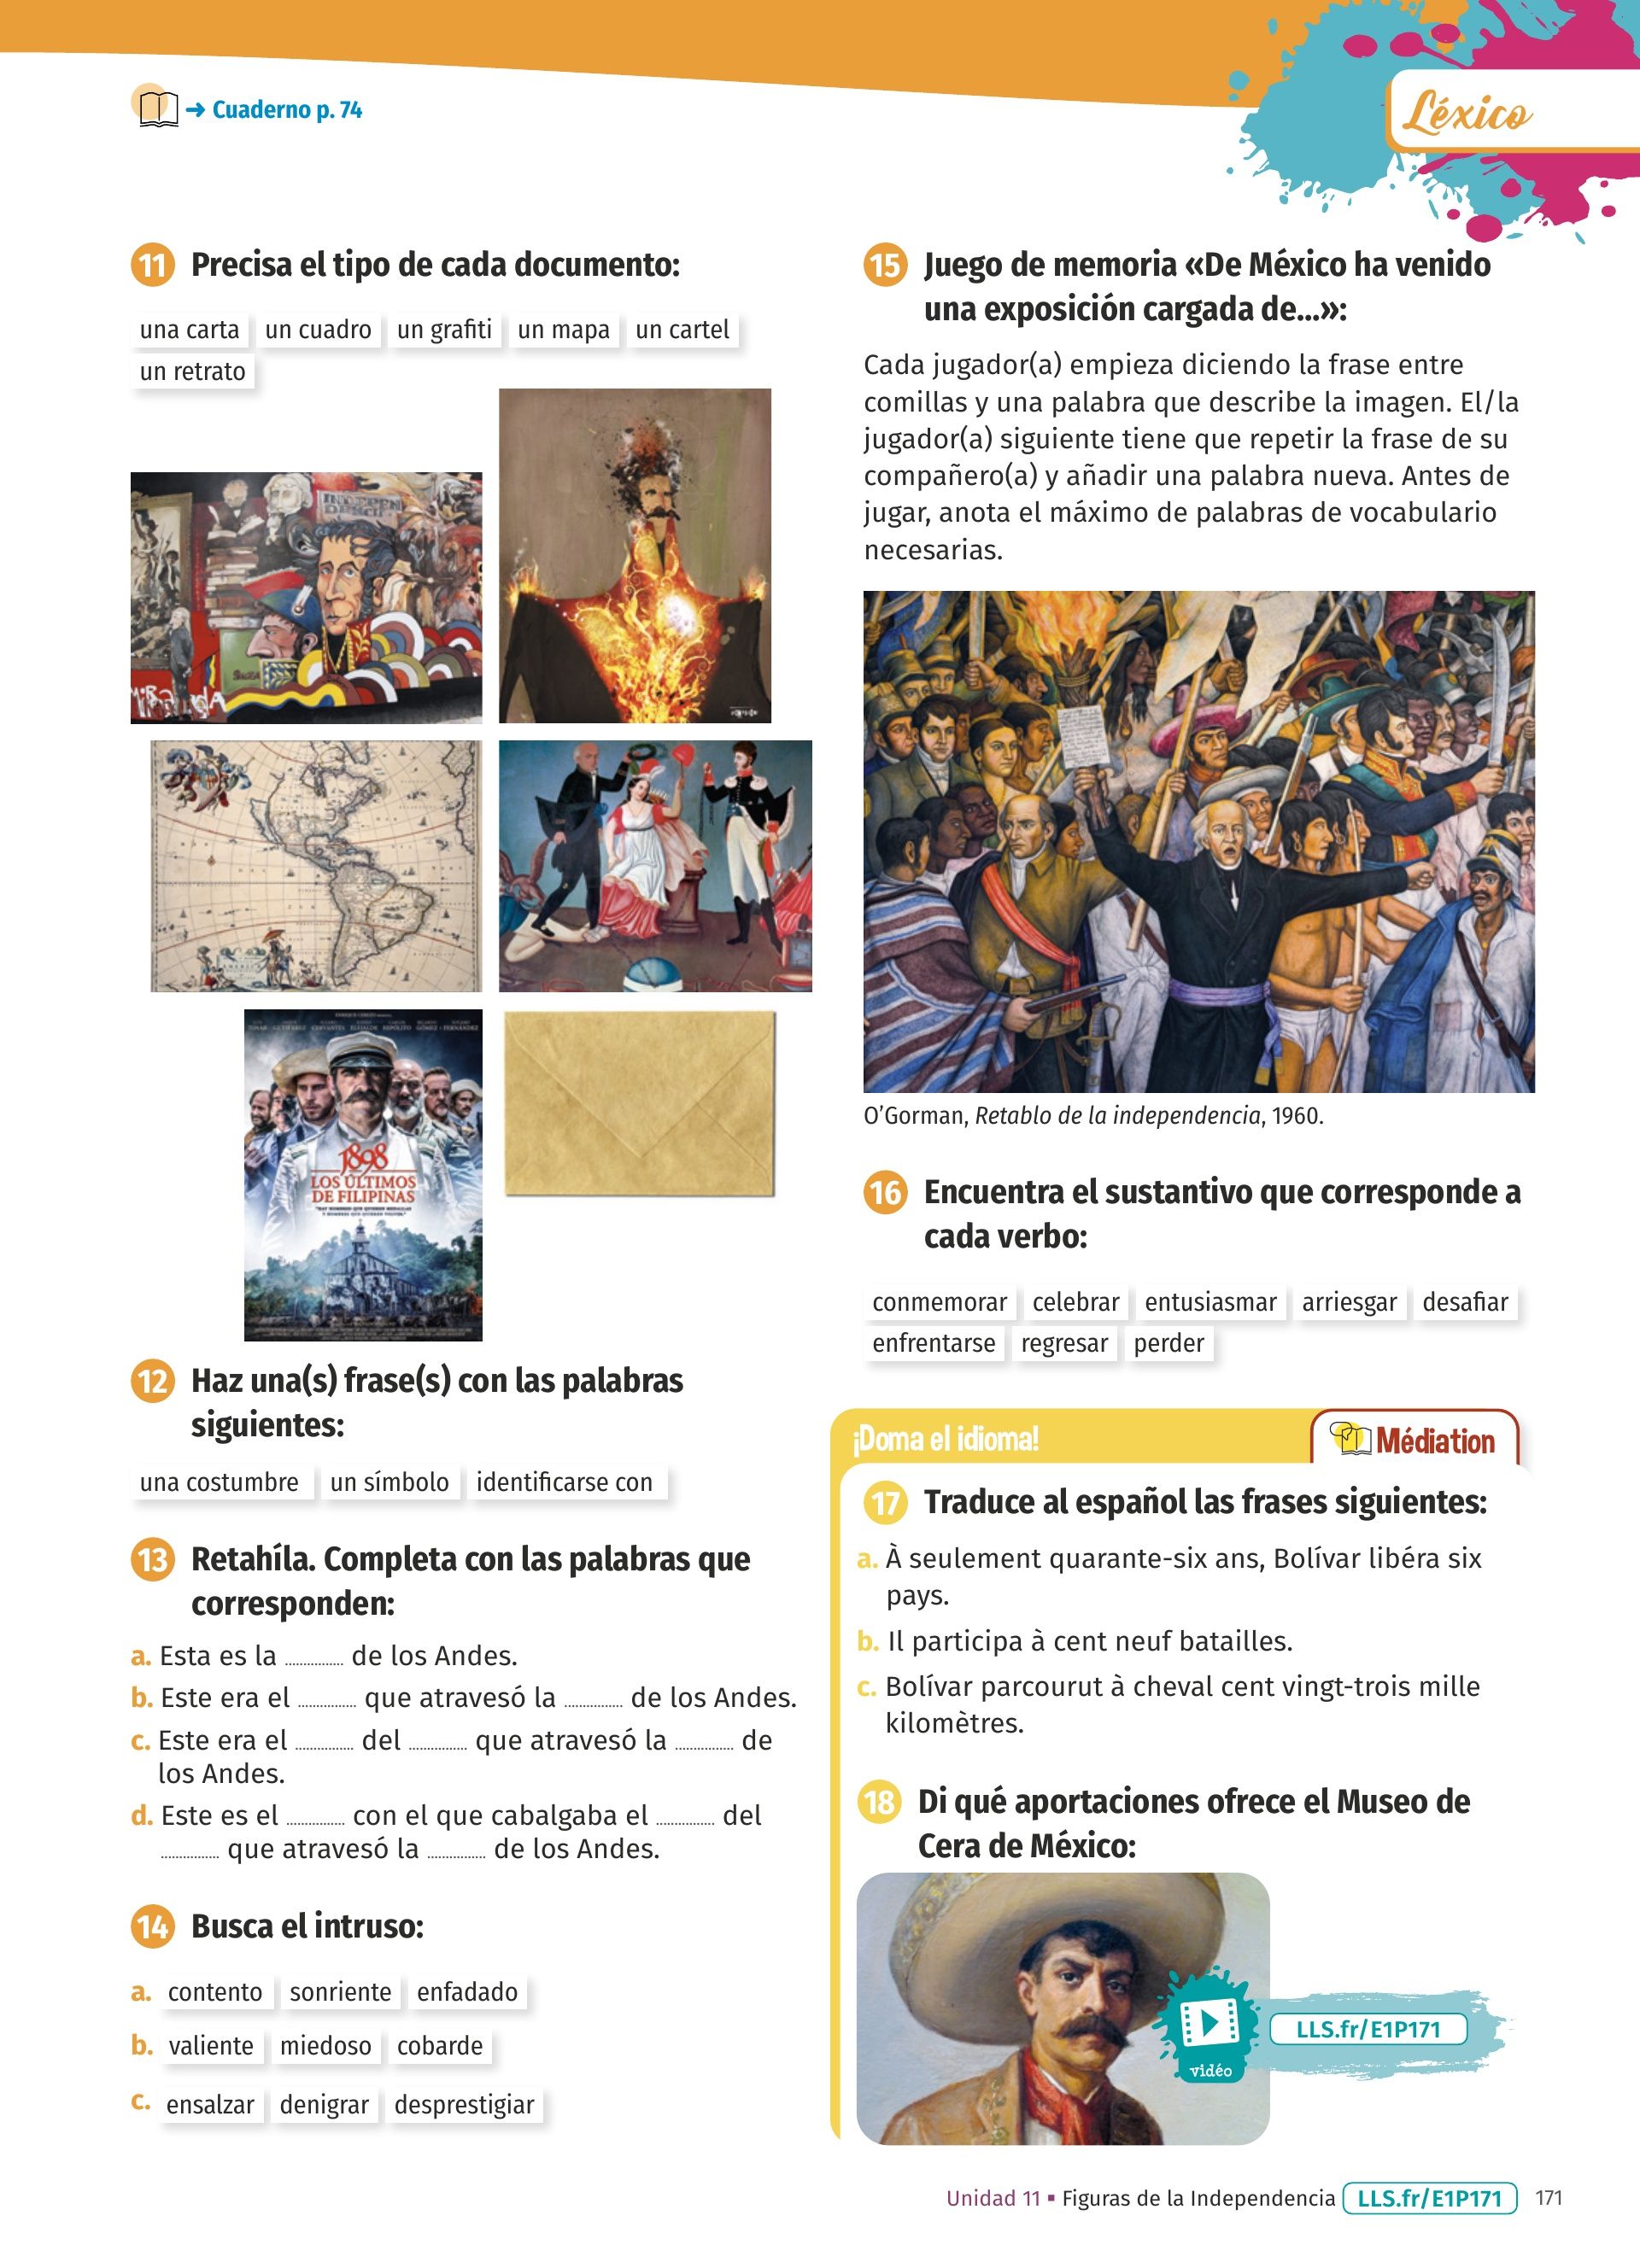 → Cuaderno p. 74
Léxico
11 Precisa el tipo de cada documento:
una carta un cuadro un grafiti un mapa un cartel
un retrato
INDEPEN
DENCIA
1898
LOS ÚLTIMOS
DE FILIPINAS
12 Haz una(s) frase(s) con las palabras
siguientes:
una costumbre un símbolo identificarse con
13 Retahíla. Completa con las palabras que
corresponden:
a. Esta es la ............... de los Andes.
b. Este era el ............... que atravesó la ............... de los Andes.
c. Este era el ............... del ............... que atravesó la ............... de
los Andes.
d. Este es el ............... con el que cabalgaba el ............... del
............... que atravesó la ............... de los Andes.
14 Busca el intruso:
a. contento sonriente enfadado
b. valiente miedoso cobarde
c. ensalzar denigrar desprestigiar
15 Juego de memoria «De México ha venido
una exposición cargada de...»:
Cada jugador(a) empieza diciendo la frase entre
comillas y una palabra que describe la imagen. El/la
jugador(a) siguiente tiene que repetir la frase de su
compañero(a) y añadir una palabra nueva. Antes de
jugar, anota el máximo de palabras de vocabulario
necesarias.
O'Gorman, Retablo de la independencia, 1960.
16 Encuentra el sustantivo que corresponde a
cada verbo:
conmemorar celebrar entusiasmar arriesgar desafiar
enfrentarse regresar perder
¡Doma el idioma!
Médiation
17 Traduce al español las frases siguientes:
a. À seulement quarante-six ans, Bolívar libéra six
pays.
b. Il participa à cent neuf batailles.
c. Bolívar parcourut à cheval cent vingt-trois mille
kilomètres.
18 Di qué aportaciones ofrece el Museo de
Cera de México:
vidéo
LLS.fr/E1P171
Unidad 11 ▪ Figuras de la Independencia LLS.fr/E1P171 171